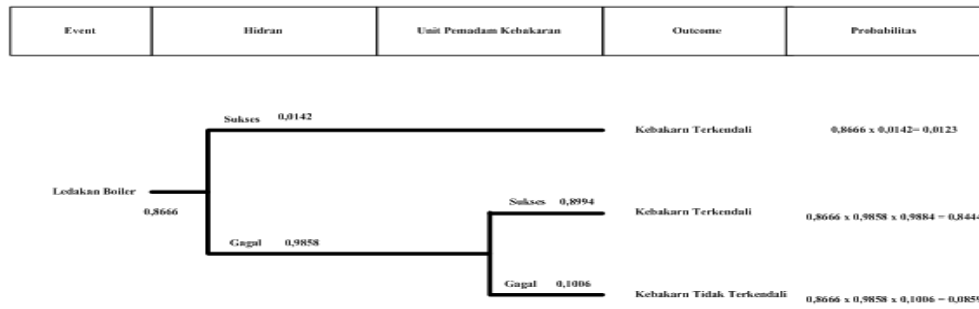 Event Hidran Unit Pemadam Kebakaran Outcome Probabilitas
Sukses 0,0142
Kebakarn Terkendali 0,8666 x 0,0142= 0,0123
Ledakan Boiler
0,8666
Sukses 0,8994
Kebakarn Terkendali 0,8666 x 0,9858 x 0,9884 = 0,8444
Gagal 0,9858
Gagal 0,1006
Kebakarn Tidak Terkendali 0,8666 x 0,9858 x 0,1006 = 0,0859